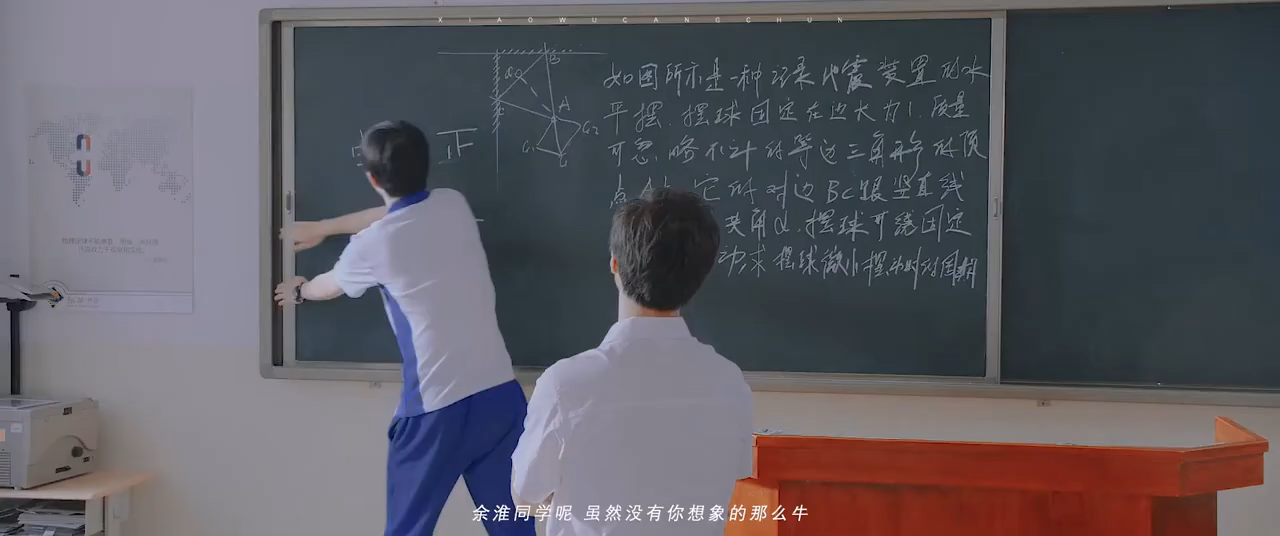 XIAOWUCANGCHUN
如图所示是一种记录地震装置的水
平摆，摆球固定在边长为l、质量
可忽略不计的等边三角形的顶
点A上，它的对边BC跟竖直线
夹角α，摆球可绕固定
动，求摆球微小摆动时的周期
正
B
A
C
余淮同学呢 虽然没有你想象的那么牛